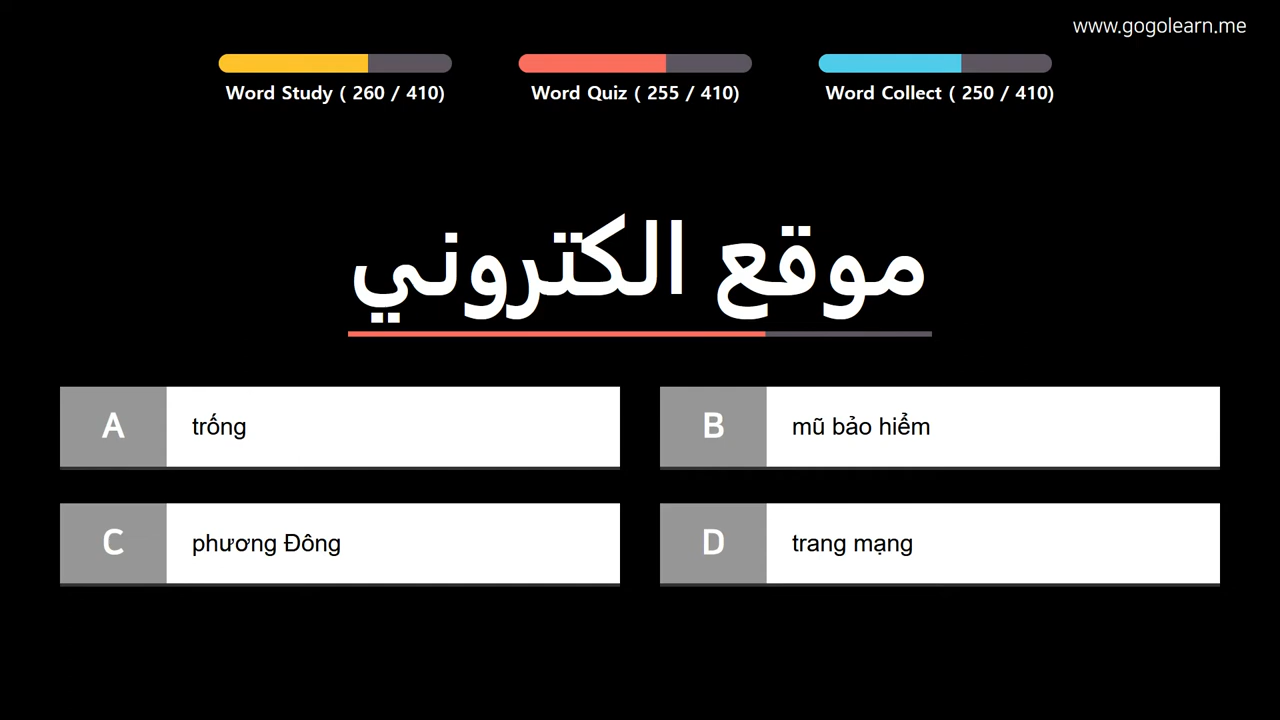 www.gogolearn.me
Word Study ( 260 / 410)
Word Quiz ( 255 / 410)
Word Collect ( 250 / 410)
موقع الكتروني
A trống
B mũ bảo hiểm
C phương Đông
D trang mạng